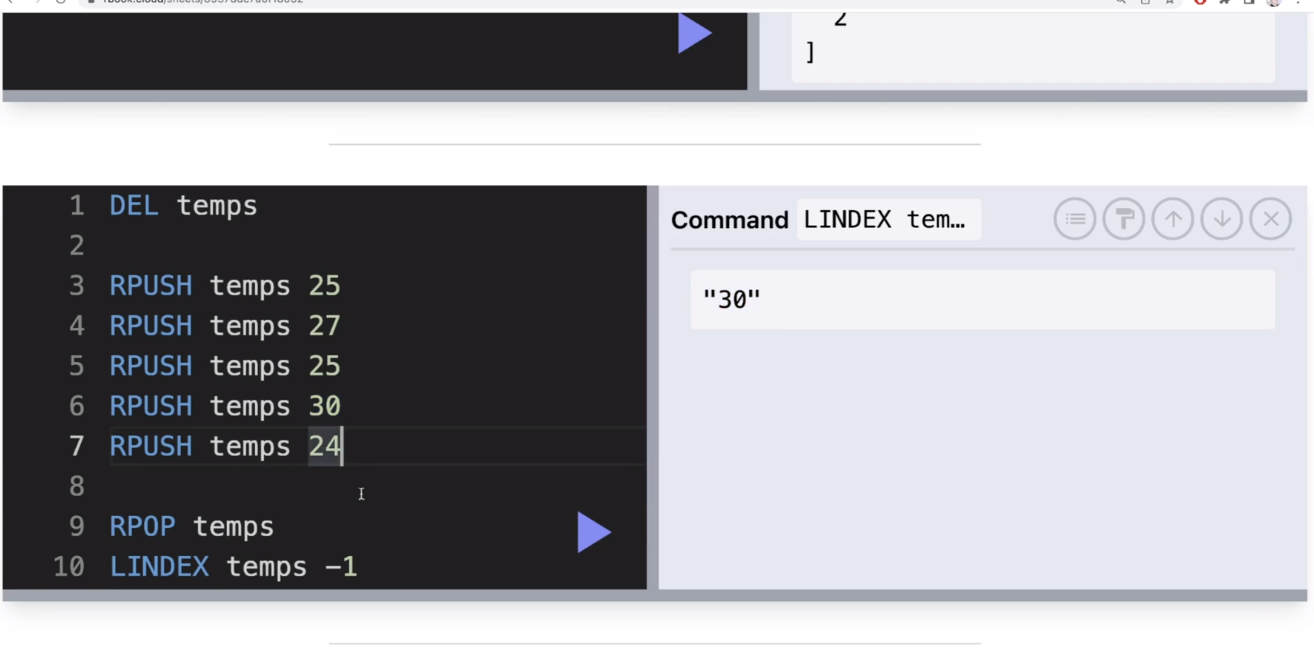 2
]
1 DEL temps
2
3 RPUSH temps 25
4 RPUSH temps 27
5 RPUSH temps 25
6 RPUSH temps 30
7 RPUSH temps 24
8
9 RPOP temps
10 LINDEX temps -1
Command LINDEX tem…
"30"